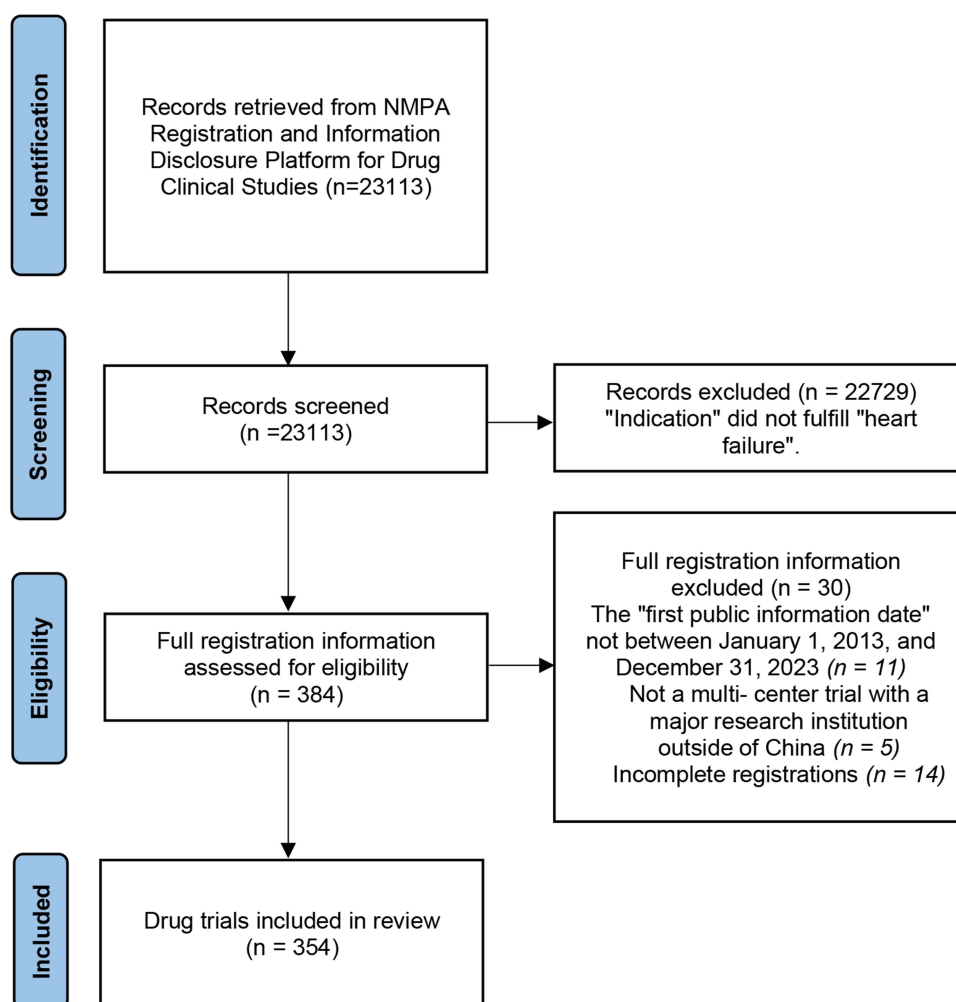 Identification
Records retrieved from NMPA
Registration and Information
Disclosure Platform for Drug
Clinical Studies (n=23113)
Screening
Records screened
(n =23113)
Records excluded (n = 22729)
"Indication" did not fulfill "heart
failure".
Eligibility
Full registration information
assessed for eligibility
(n = 384)
Full registration information
excluded (n = 30)
The "first public information date"
not between January 1, 2013, and
December 31, 2023 (n = 11)
Not a multi- center trial with a
major research institution
outside of China (n = 5)
Incomplete registrations (n = 14)
Included
Drug trials included in review
(n = 354)